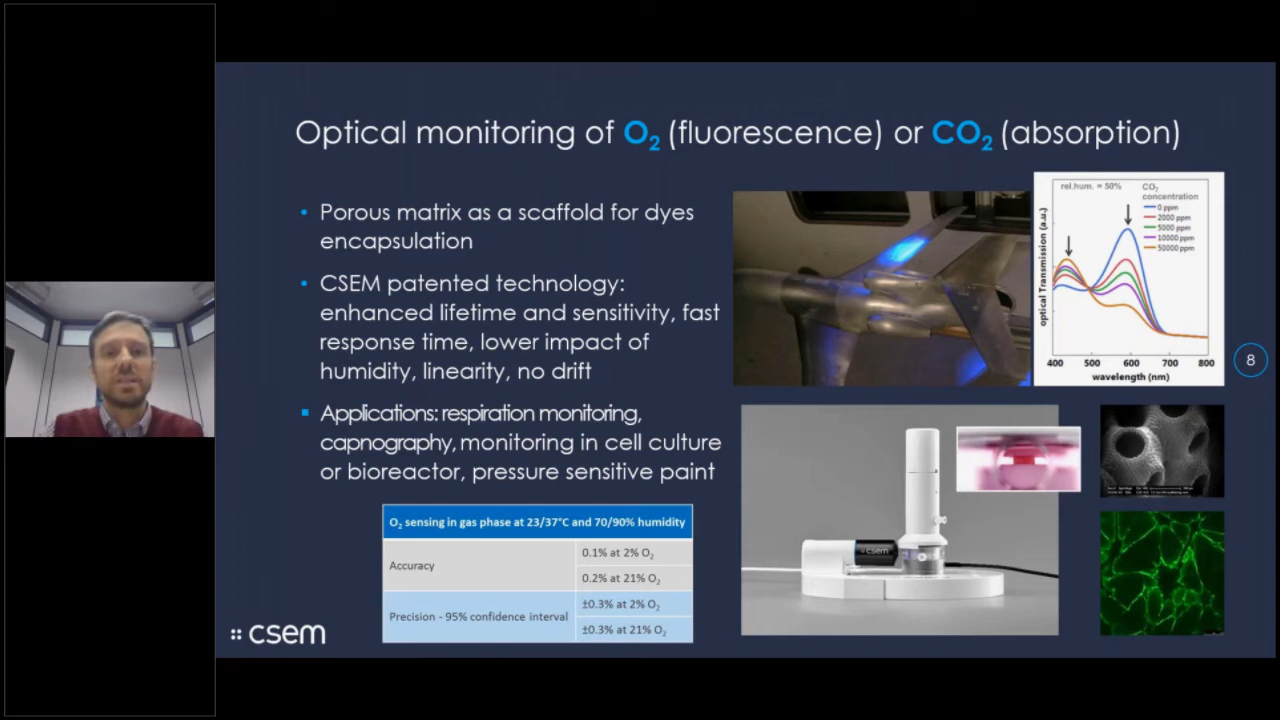 Optical monitoring of O₂ (fluorescence) or CO₂ (absorption)
• Porous matrix as a scaffold for dyes
encapsulation
• CSEM patented technology:
enhanced lifetime and sensitivity, fast
response time, lower impact of
humidity, linearity, no drift
▪ Applications: respiration monitoring,
capnography, monitoring in cell culture
or bioreactor, pressure sensitive paint
O₂ sensing in gas phase at 23/37°C and 70/90% humidity
Accuracy
0.1% at 2% O₂
0.2% at 21% O₂
Precision - 95% confidence interval
±0.3% at 2% O₂
±0.3% at 21% O₂
csem
rel.hum. = 50%
CO₂
concentration
0 ppm
2000 ppm
5000 ppm
10000 ppm
50000 ppm
optical Transmission (a.u.)
400 500 600 700 800
wavelength (nm)
8
csem